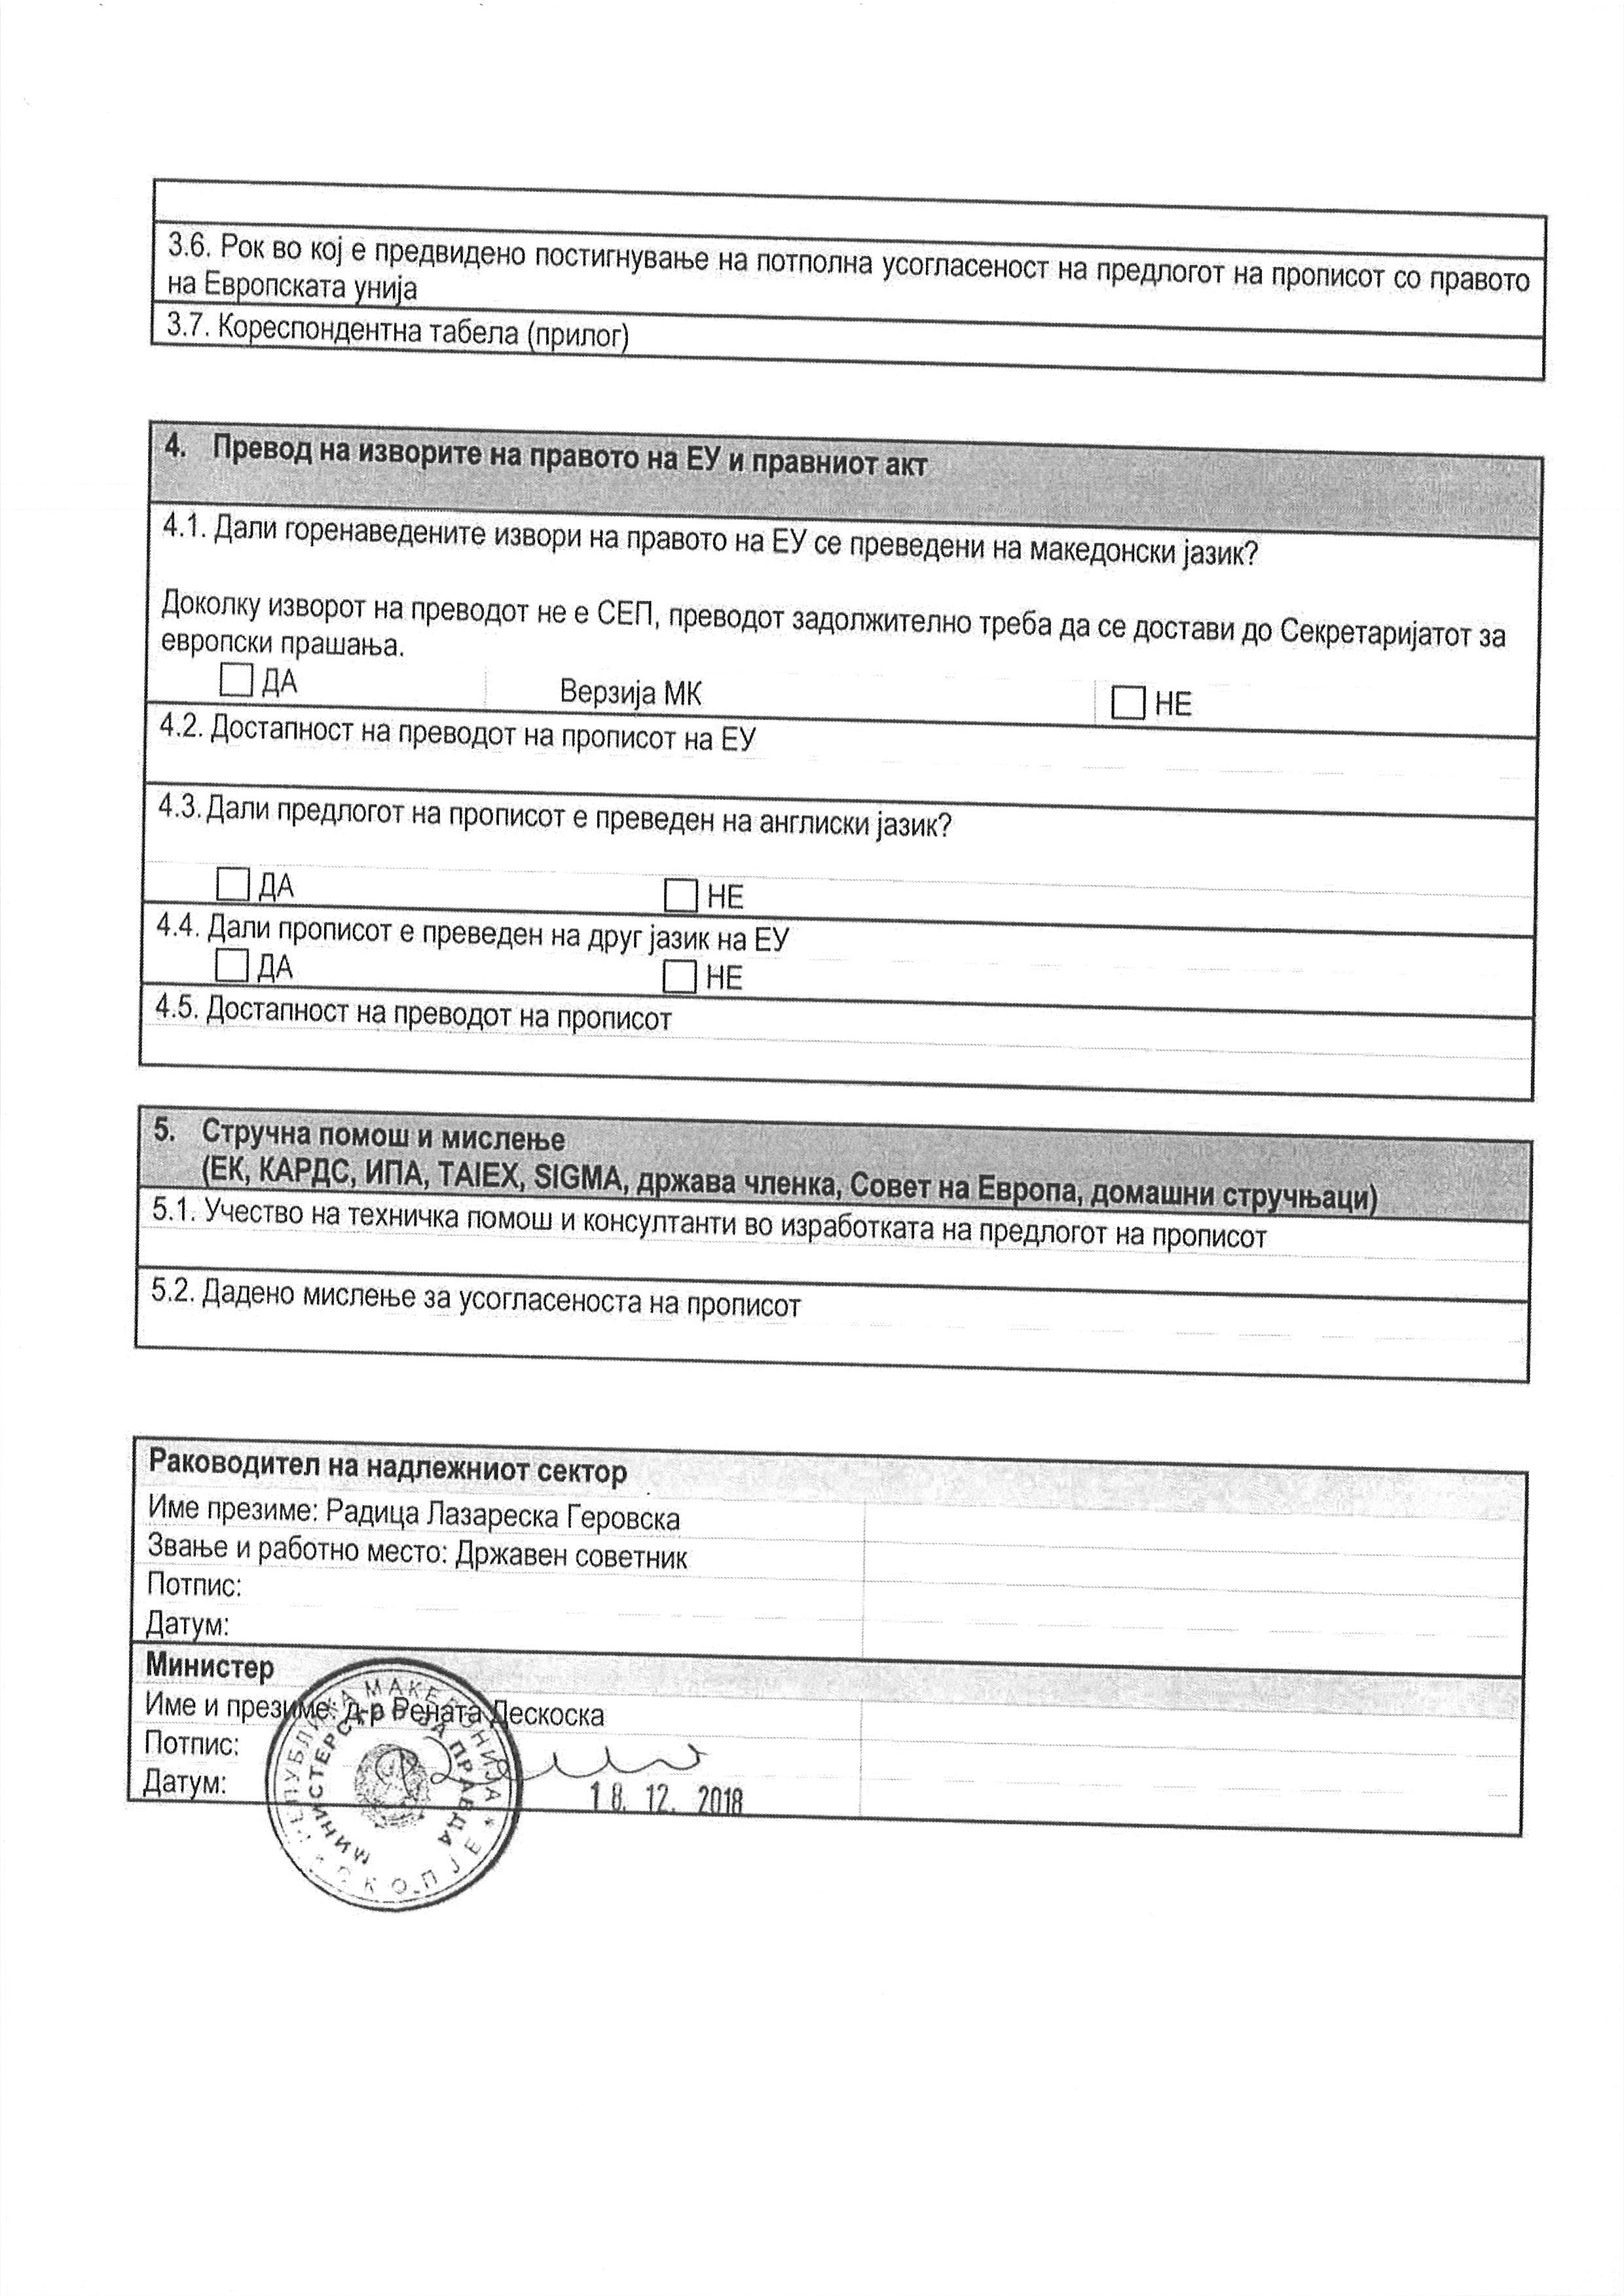 3.6. Рок во кој е предвидено постигнување на потполна усогласеност на предлогот на прописот со правото
на Европската унија
3.7. Кореспондентна табела (прилог)
4. Превод на изворите на правото на ЕУ и правниот акт
4.1. Дали горенаведените извори на правото на ЕУ се преведени на македонски јазик?
Доколку изворот на преводот не е СЕП, преводот задолжително треба да се достави до Секретаријатот за
европски прашања.
ДА Верзија МК НЕ
4.2. Достапност на преводот на прописот на ЕУ
4.3. Дали предлогот на прописот е преведен на англиски јазик?
ДА НЕ
4.4. Дали прописот е преведен на друг јазик на ЕУ
ДА НЕ
4.5. Достапност на преводот на прописот
5. Стручна помош и мислење
(ЕК, КАРДС, ИПА, TAIEX, SIGMA, држава членка, Совет на Европа, домашни стручњаци)
5.1. Учество на техничка помош и консултанти во изработката на предлогот на прописот
5.2. Дадено мислење за усогласеноста на прописот
Раководител на надлежниот сектор
Име презиме: Радица Лазареска Геровска
Звање и работно место: Државен советник
Потпис:
Датум:
Министер
Име и презиме: д-р Рената Дескоска
Потпис:
Датум: 18. 12. 2018
РЕПУБЛИКА МАКЕДОНИЈА * СКОПЈЕ
МИНИСТЕРСТВО ЗА ПРАВДА